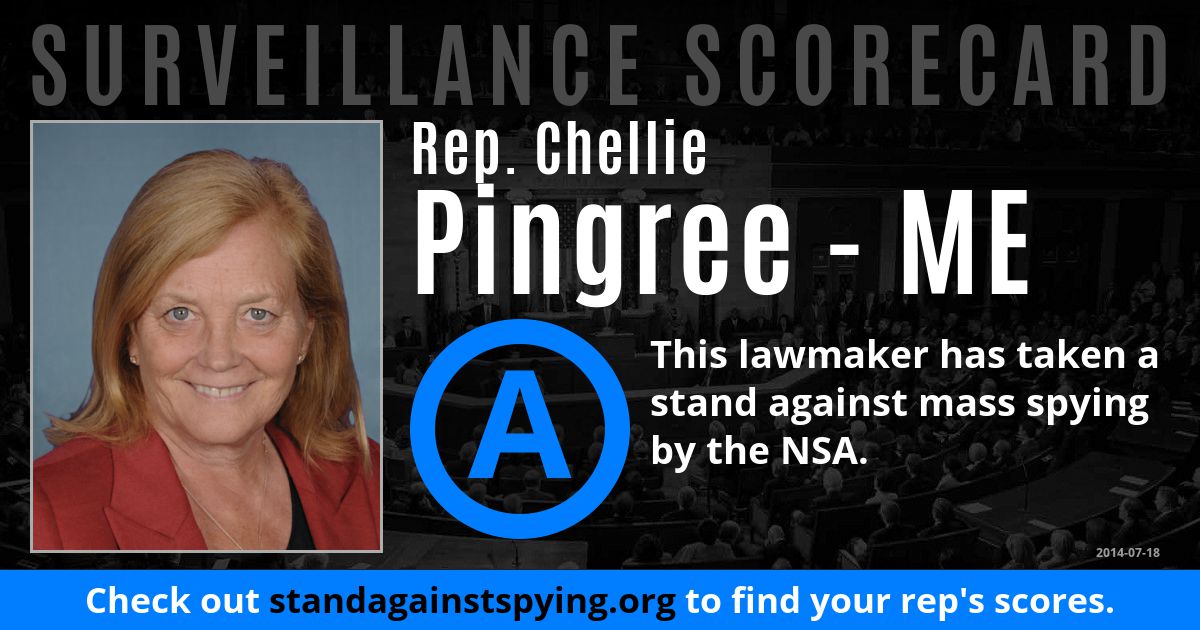 SURVEILLANCE SCORECARD
Rep. Chellie
Pingree - ME
A
This lawmaker has taken a
stand against mass spying
by the NSA.
2014-07-18
Check out standagainstspying.org to find your rep's scores.